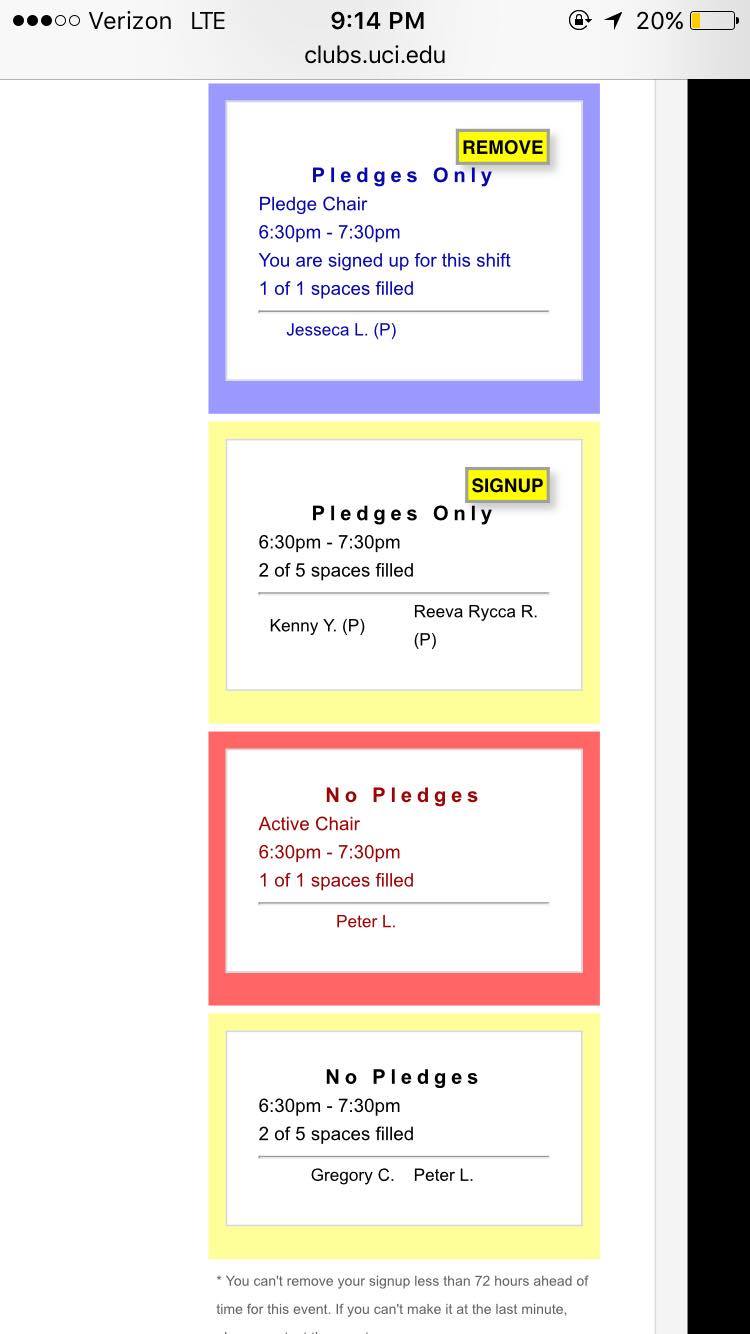 Verizon LTE 9:14 PM 20%
clubs.uci.edu
REMOVE
Pledges Only
Pledge Chair
6:30pm - 7:30pm
You are signed up for this shift
1 of 1 spaces filled
Jesseca L. (P)
SIGNUP
Pledges Only
6:30pm - 7:30pm
2 of 5 spaces filled
Kenny Y. (P)
Reeva Rycca R.
(P)
No Pledges
Active Chair
6:30pm - 7:30pm
1 of 1 spaces filled
Peter L.
No Pledges
6:30pm - 7:30pm
2 of 5 spaces filled
Gregory C. Peter L.
* You can't remove your signup less than 72 hours ahead of
time for this event. If you can't make it at the last minute,